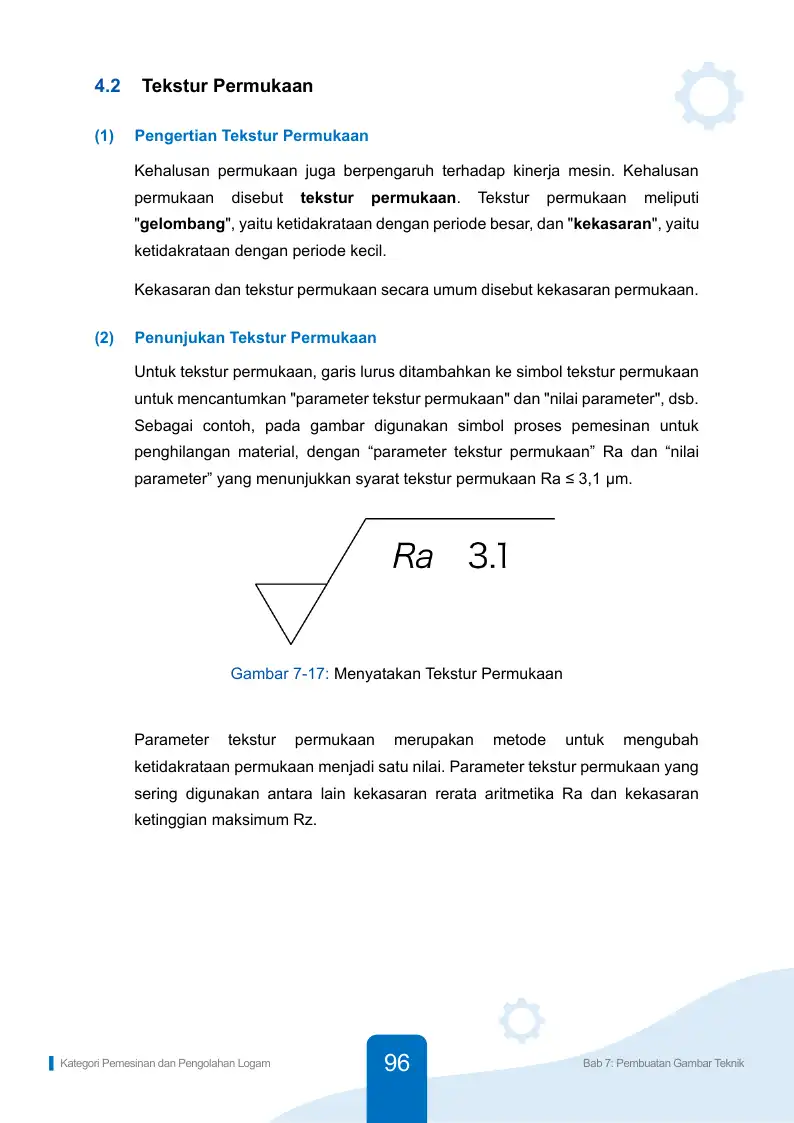 4.2 Tekstur Permukaan
(1) Pengertian Tekstur Permukaan
Kehalusan permukaan juga berpengaruh terhadap kinerja mesin. Kehalusan
permukaan disebut tekstur permukaan. Tekstur permukaan meliputi
"gelombang", yaitu ketidakrataan dengan periode besar, dan "kekasaran", yaitu
ketidakrataan dengan periode kecil.
Kekasaran dan tekstur permukaan secara umum disebut kekasaran permukaan.
(2) Penunjukan Tekstur Permukaan
Untuk tekstur permukaan, garis lurus ditambahkan ke simbol tekstur permukaan
untuk mencantumkan "parameter tekstur permukaan" dan "nilai parameter", dsb.
Sebagai contoh, pada gambar digunakan simbol proses pemesinan untuk
penghilangan material, dengan “parameter tekstur permukaan” Ra dan “nilai
parameter” yang menunjukkan syarat tekstur permukaan Ra ≤ 3,1 μm.
Ra 3.1
Gambar 7-17: Menyatakan Tekstur Permukaan
Parameter tekstur permukaan merupakan metode untuk mengubah
ketidakrataan permukaan menjadi satu nilai. Parameter tekstur permukaan yang
sering digunakan antara lain kekasaran rerata aritmetika Ra dan kekasaran
ketinggian maksimum Rz.
Kategori Pemesinan dan Pengolahan Logam
96
Bab 7: Pembuatan Gambar Teknik